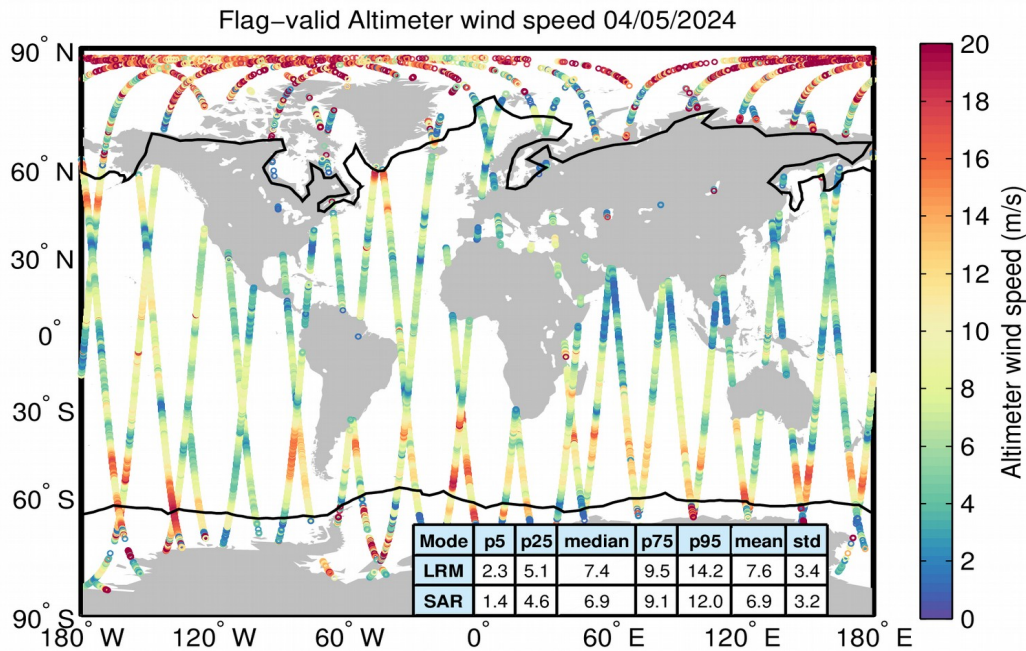 Flag-valid Altimeter wind speed 04/05/2024
90° N
60° N
30° N
0°
30° S
60° S
90° S
180° W
120° W
60° W
0°
60° E
120° E
180° E
Mode p5 p25 median p75 p95 mean std
LRM 2.3 5.1 7.4 9.5 14.2 7.6 3.4
SAR 1.4 4.6 6.9 9.1 12.0 6.9 3.2
20
18
16
14
12
10
8
6
4
2
0
Altimeter wind speed (m/s)